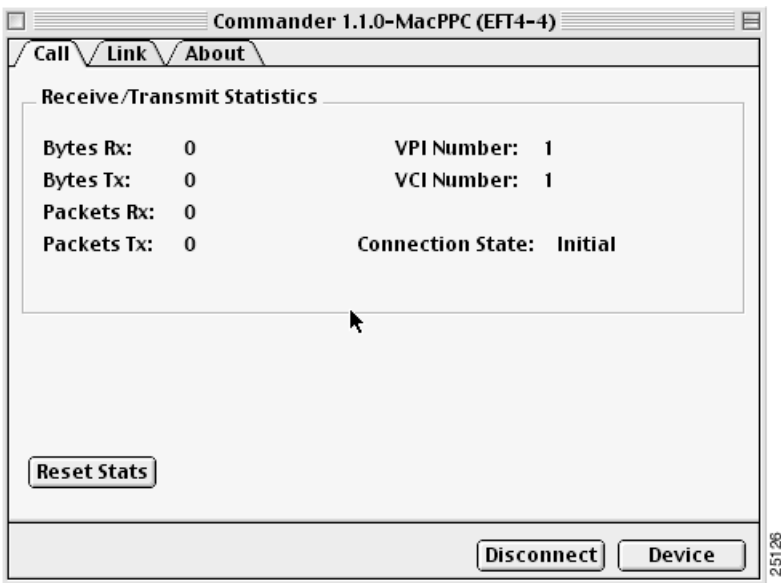 Commander 1.1.0-MacPPC (EFT4-4)
Call Link About
Receive/Transmit Statistics
Bytes Rx: 0 VPI Number: 1
Bytes Tx: 0 VCI Number: 1
Packets Rx: 0
Packets Tx: 0 Connection State: Initial
Reset Stats
Disconnect Device
25126